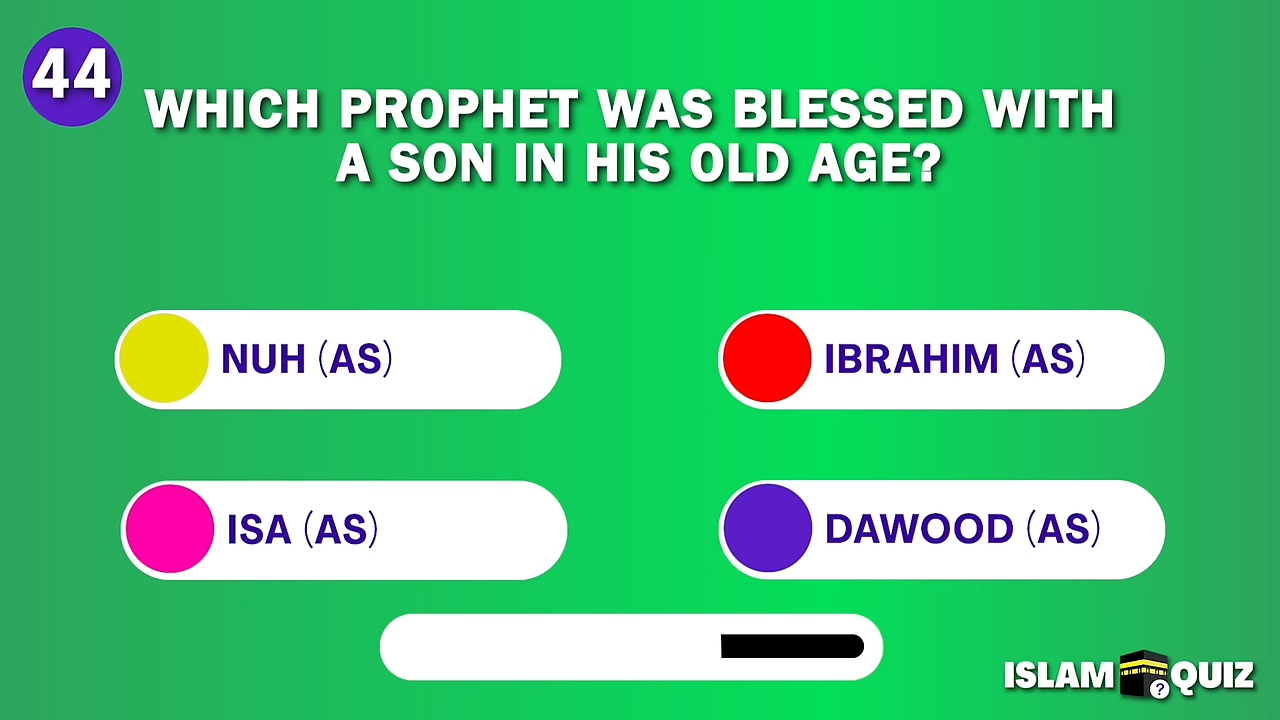 44
WHICH PROPHET WAS BLESSED WITH
A SON IN HIS OLD AGE?
NUH (AS)
IBRAHIM (AS)
ISA (AS)
DAWOOD (AS)
ISLAM ? QUIZ